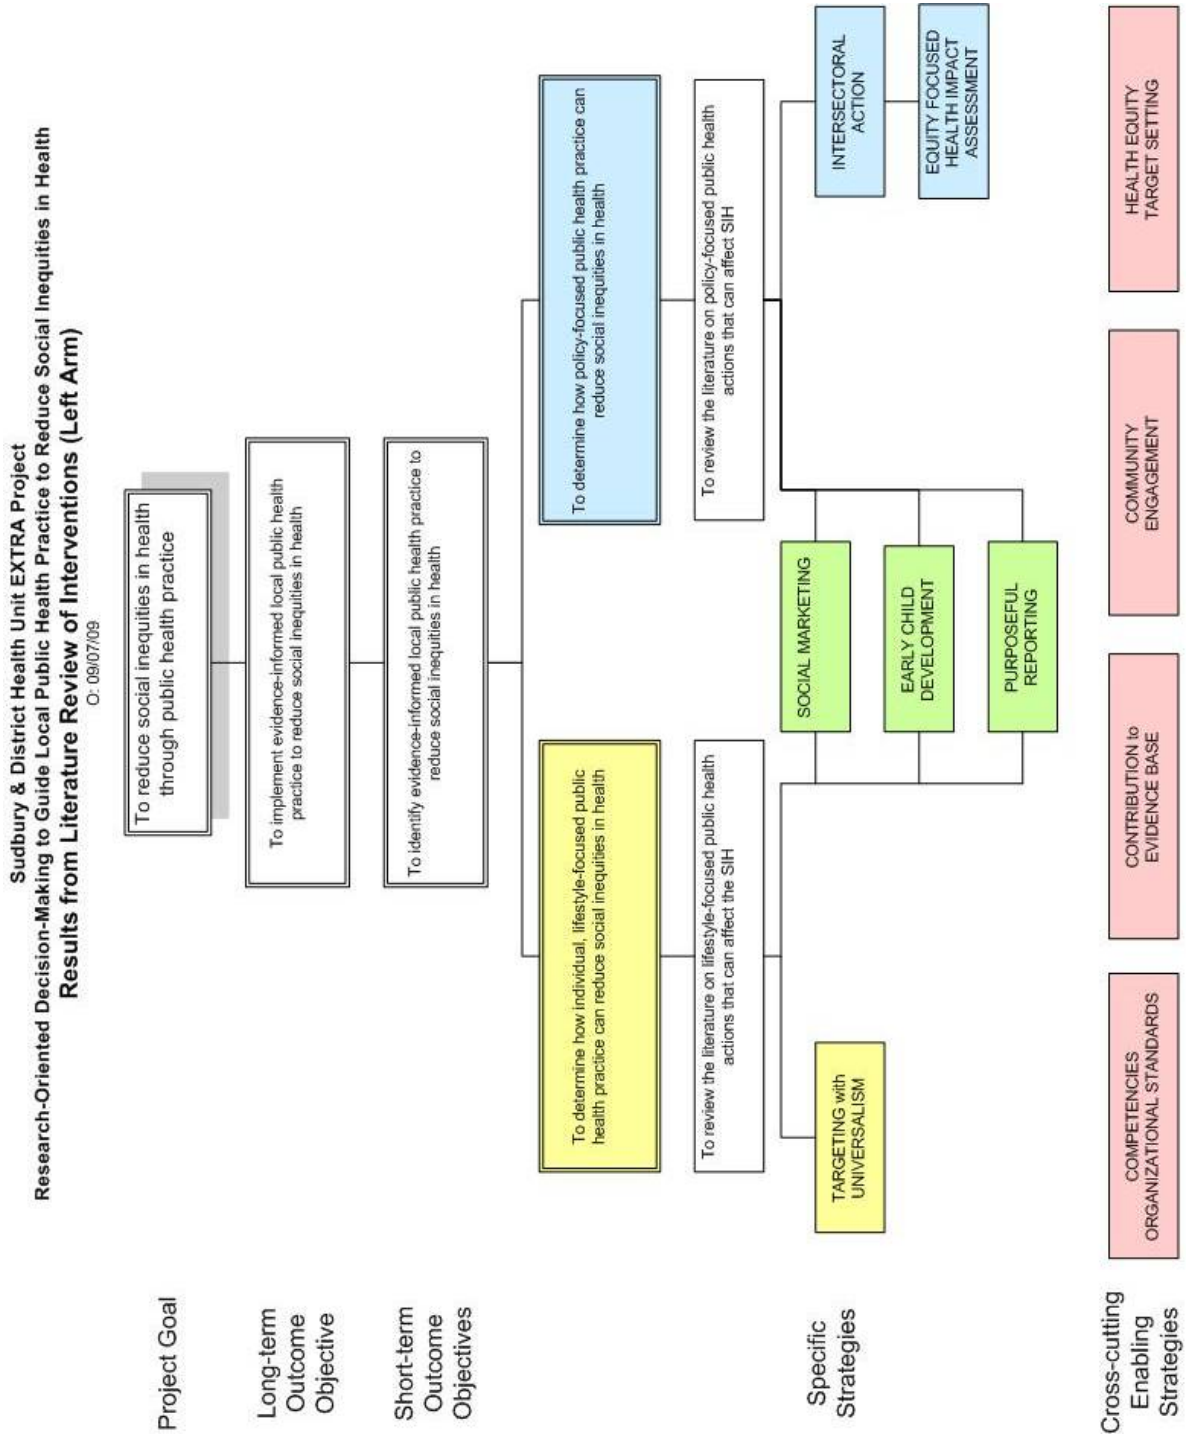 Sudbury & District Health Unit EXTRA Project
Research-Oriented Decision-Making to Guide Local Public Health Practice to Reduce Social Inequities in Health
Results from Literature Review of Interventions (Left Arm)
O: 09/07/09
Project Goal
To reduce social inequities in health
through public health practice
Long-term
Outcome
Objective
To implement evidence-informed local public health
practice to reduce social inequities in health
Short-term
Outcome
Objectives
To identify evidence-informed local public health practice to
reduce social inequities in health
To determine how individual, lifestyle-focused public
health practice can reduce social inequities in health
To determine how policy-focused public health practice can
reduce social inequities in health
To review the literature on lifestyle-focused public health
actions that can affect the SIH
To review the literature on policy-focused public health
actions that can affect SIH
Specific
Strategies
TARGETING with
UNIVERSALISM
SOCIAL MARKETING
EARLY CHILD
DEVELOPMENT
PURPOSEFUL
REPORTING
INTERSECTORAL
ACTION
EQUITY FOCUSED
HEALTH IMPACT
ASSESSMENT
Cross-cutting
Enabling
Strategies
COMPETENCIES
ORGANIZATIONAL STANDARDS
CONTRIBUTION to
EVIDENCE BASE
COMMUNITY
ENGAGEMENT
HEALTH EQUITY
TARGET SETTING